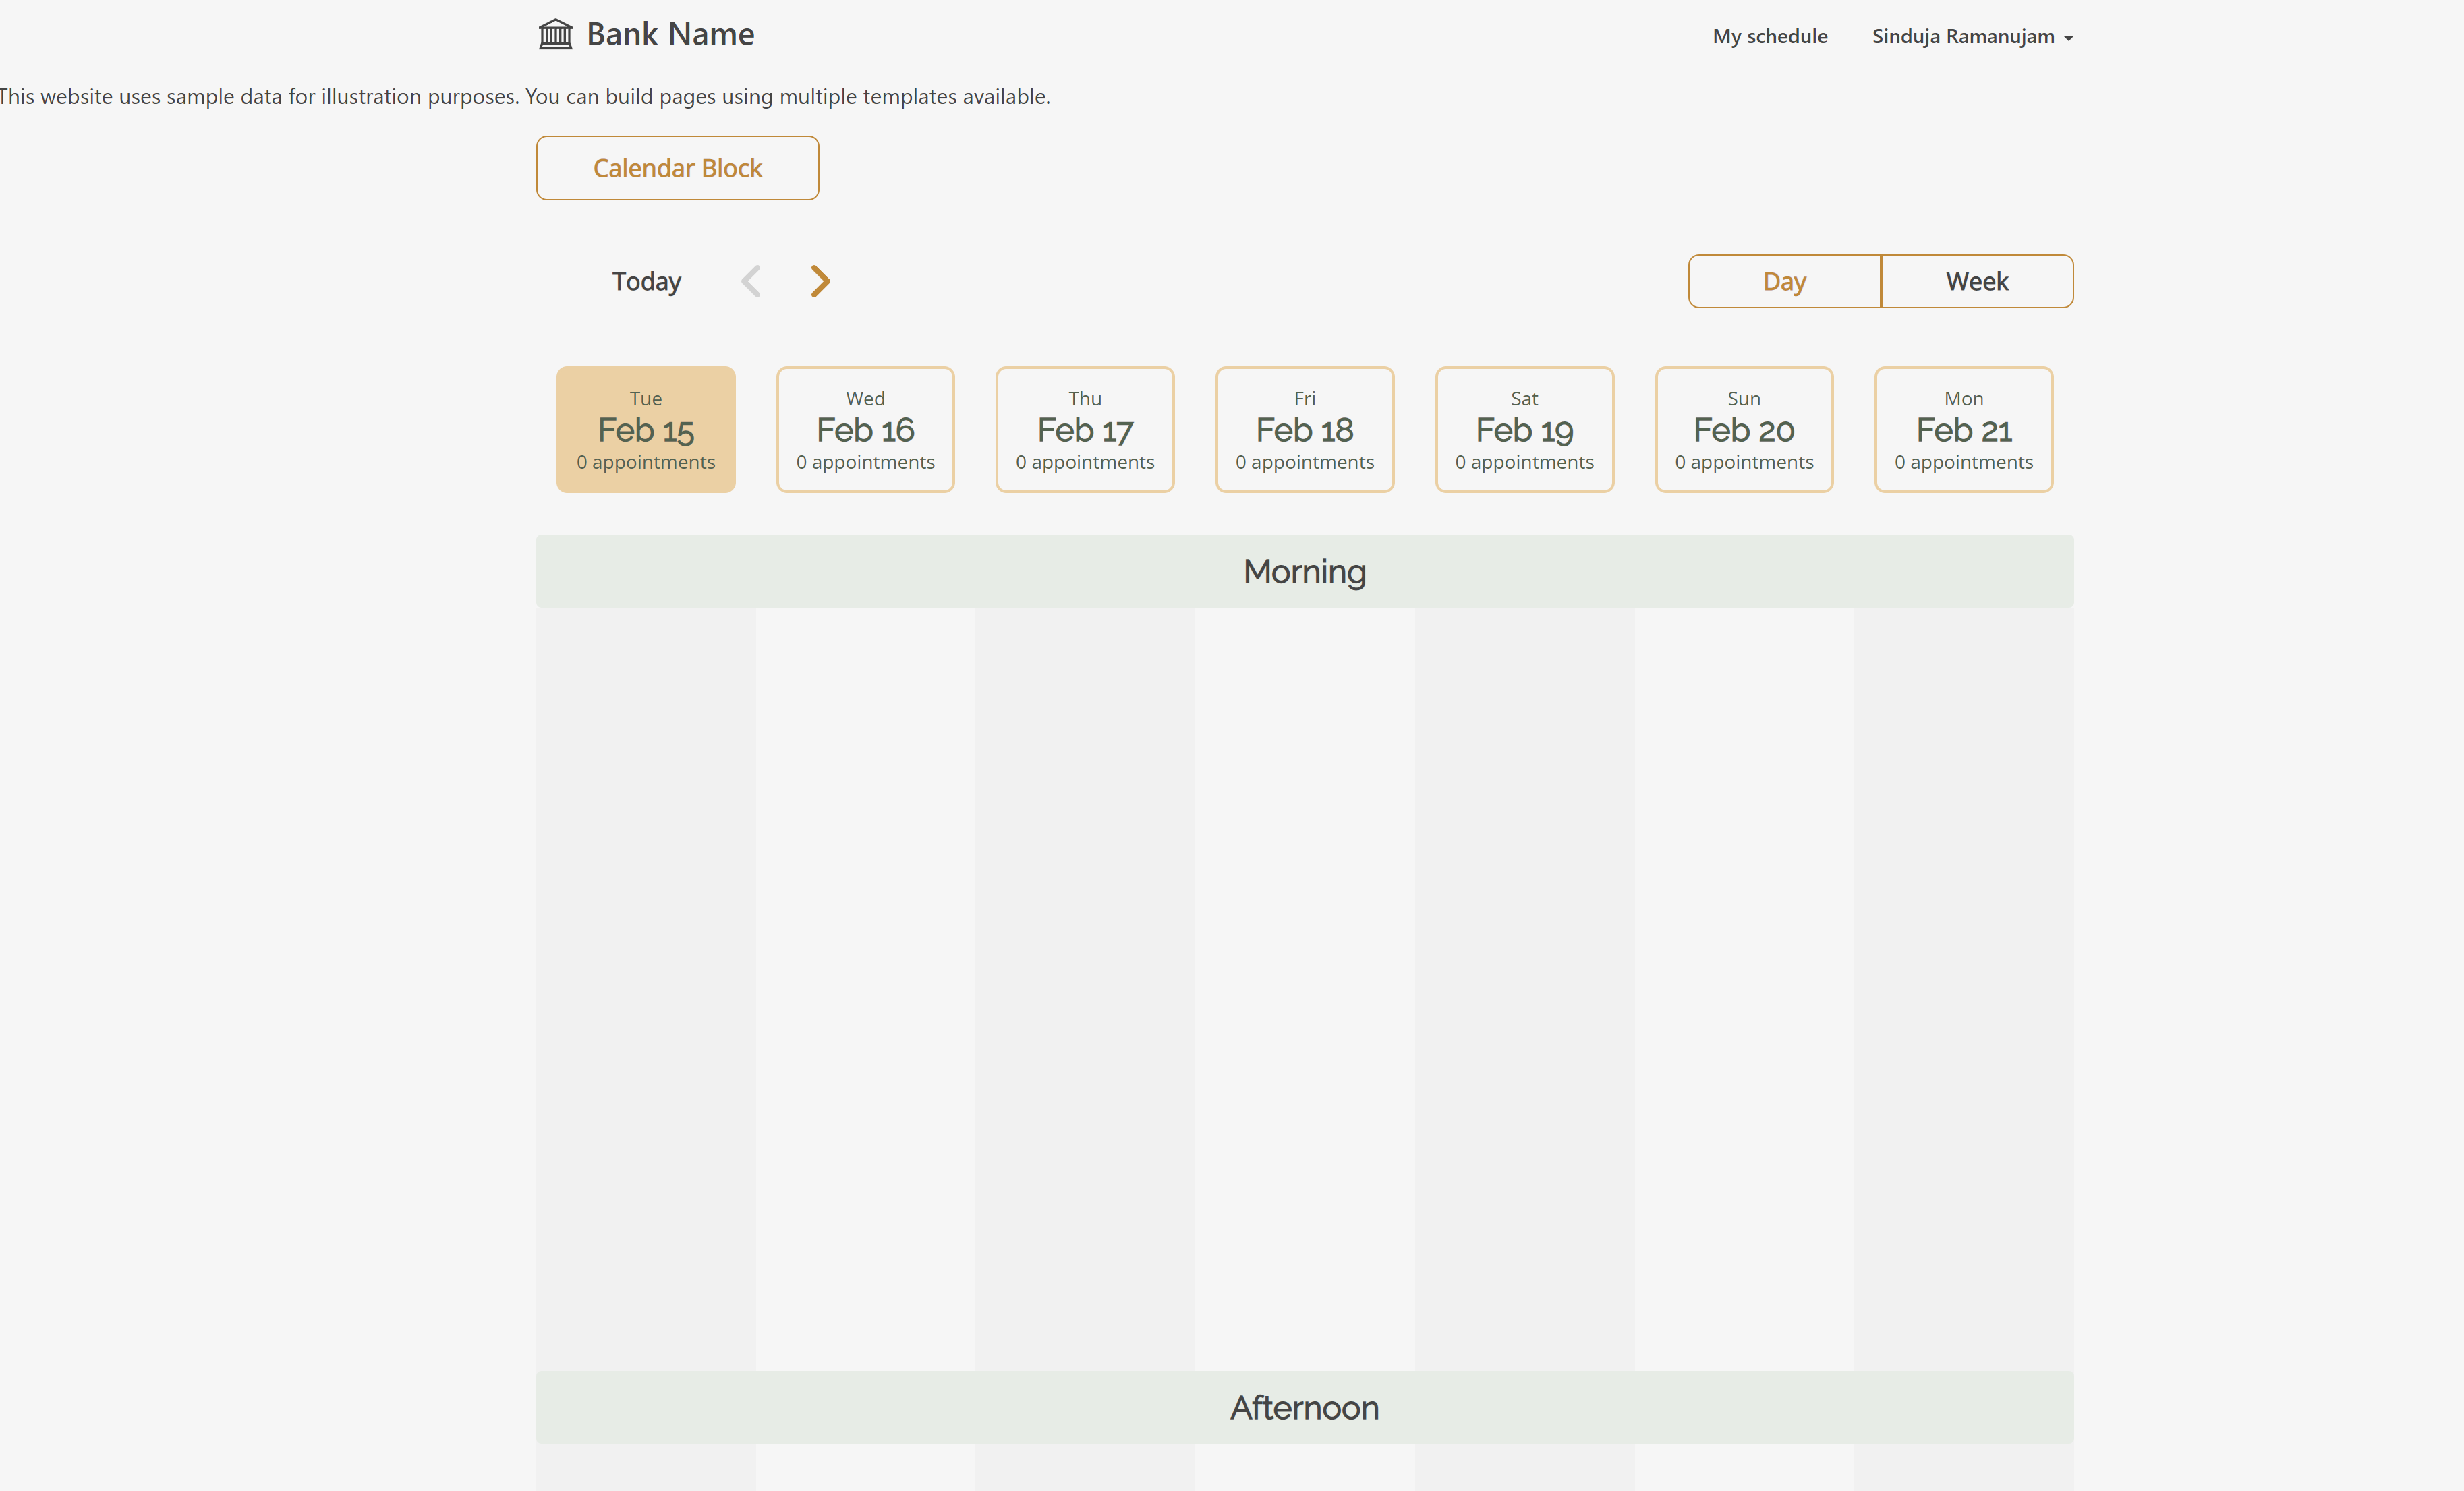 Bank Name
My schedule
Sinduja Ramanujam
This website uses sample data for illustration purposes. You can build pages using multiple templates available.
Calendar Block
Today
Day
Week
Tue
Feb 15
0 appointments
Wed
Feb 16
0 appointments
Thu
Feb 17
0 appointments
Fri
Feb 18
0 appointments
Sat
Feb 19
0 appointments
Sun
Feb 20
0 appointments
Mon
Feb 21
0 appointments
Morning
Afternoon